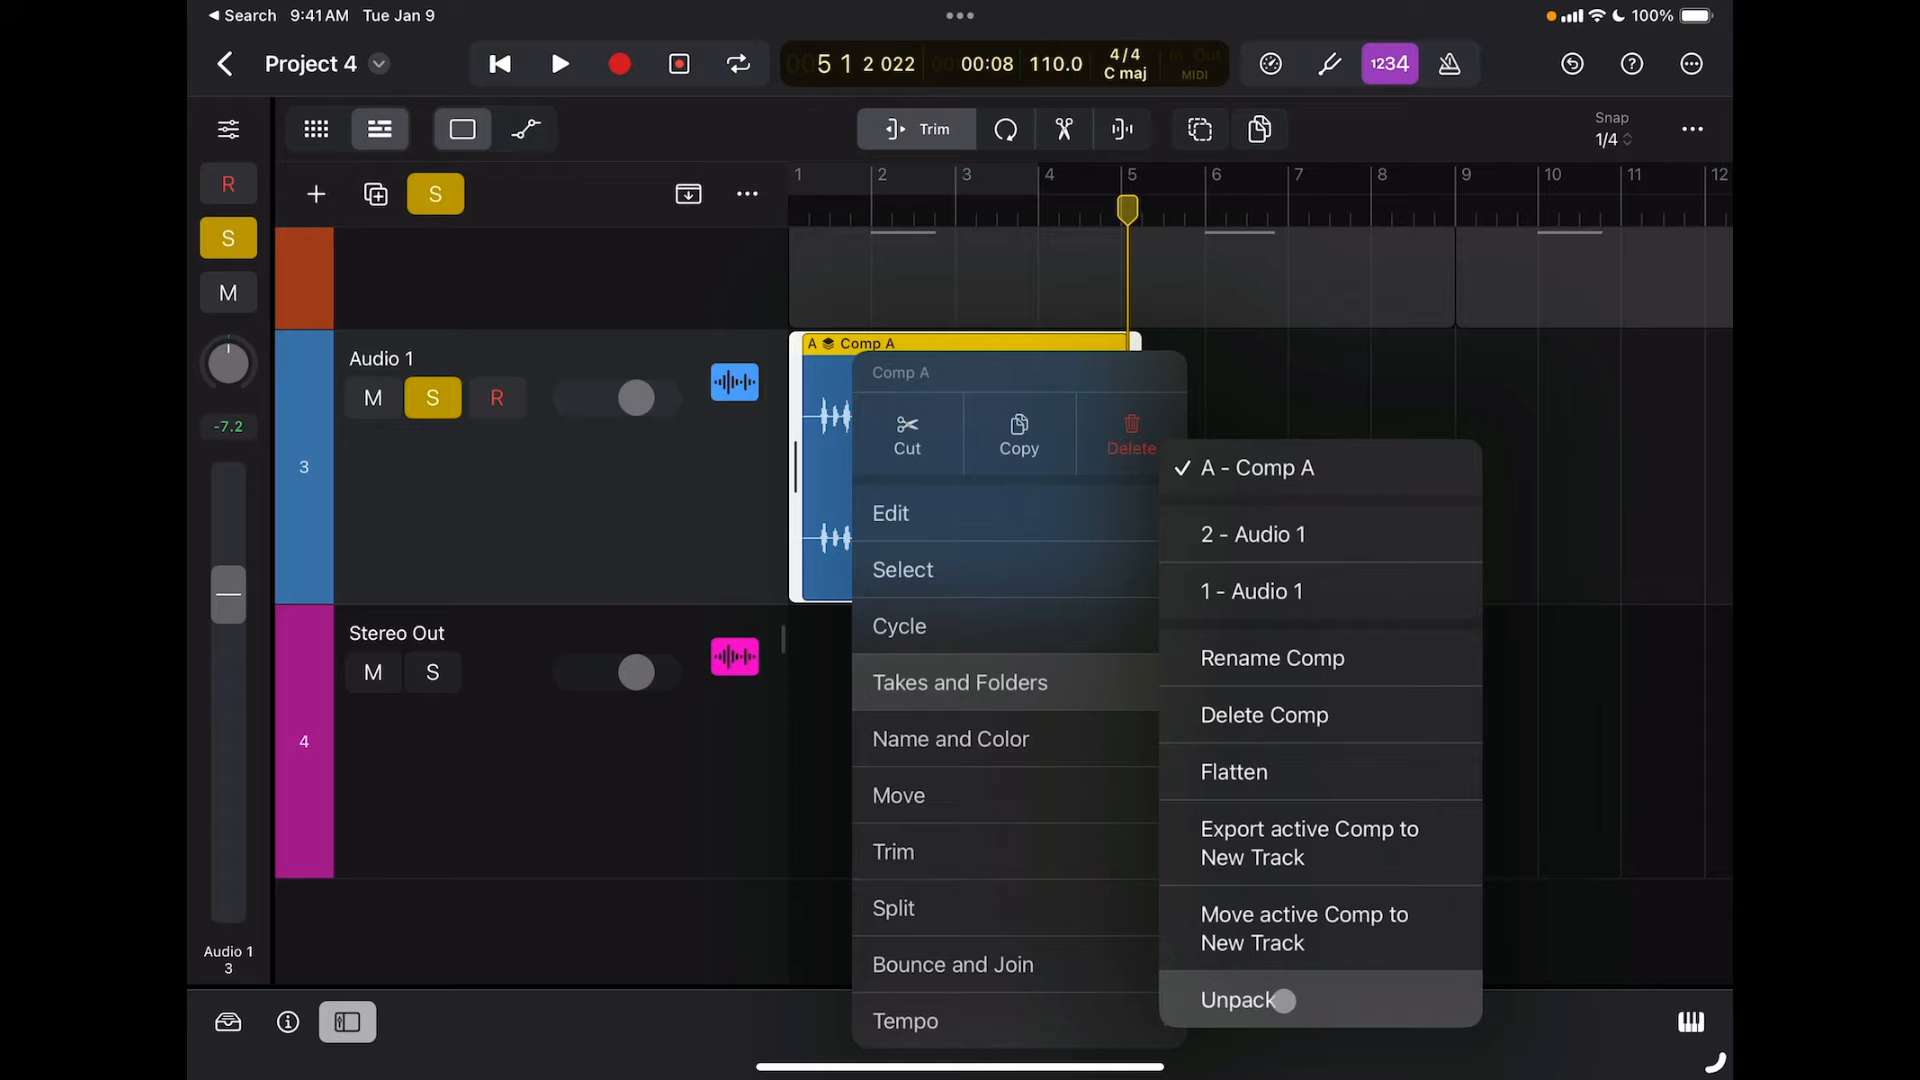 Search 9:41 AM Tue Jan 9
100%
Project 4
5 1 2 022
00:08
110.0
4/4
C maj
In Out
MIDI
1234
Trim
Snap
1/4
S
1 2 3 4 5 6 7 8 9 10 11 12
R
S
M
-7.2
Audio 1
M S R
3
A Comp A
Comp A
Cut
Copy
Delete
Edit
Select
Cycle
Takes and Folders
Name and Color
Move
Trim
Split
Bounce and Join
Tempo
A - Comp A
2 - Audio 1
1 - Audio 1
Rename Comp
Delete Comp
Flatten
Export active Comp to
New Track
Move active Comp to
New Track
Unpack
Stereo Out
M S
4
Audio 1
3